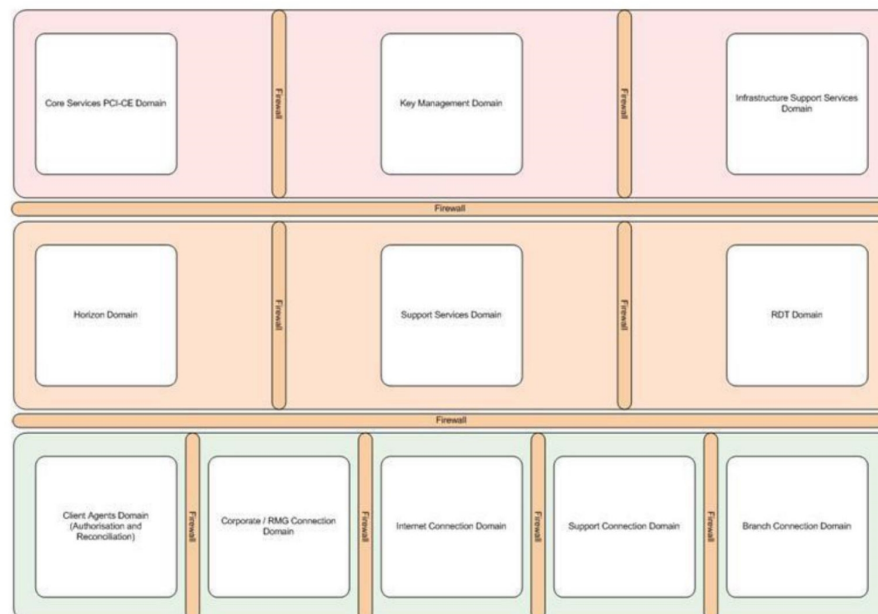 Core Services PCI-CE Domain
Firewall
Key Management Domain
Firewall
Infrastructure Support Services
Domain
Firewall
Horizon Domain
Firewall
Support Services Domain
Firewall
RDT Domain
Firewall
Client Agents Domain
(Authorisation and
Reconciliation)
Firewall
Corporate / RMG Connection
Domain
Firewall
Internet Connection Domain
Firewall
Support Connection Domain
Firewall
Branch Connection Domain